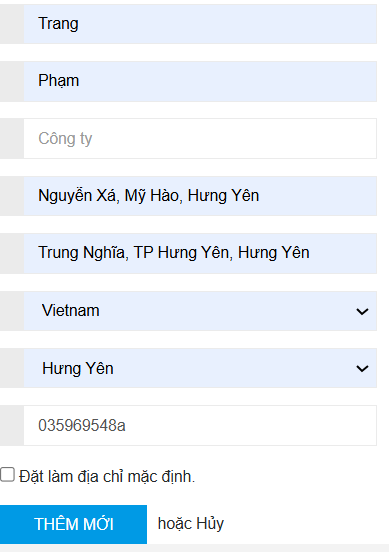 Trang
Phạm
Công ty
Nguyễn Xá, Mỹ Hào, Hưng Yên
Trung Nghĩa, TP Hưng Yên, Hưng Yên
Vietnam
Hưng Yên
035969548a
Đặt làm địa chỉ mặc định.
THÊM MỚI hoặc Hủy